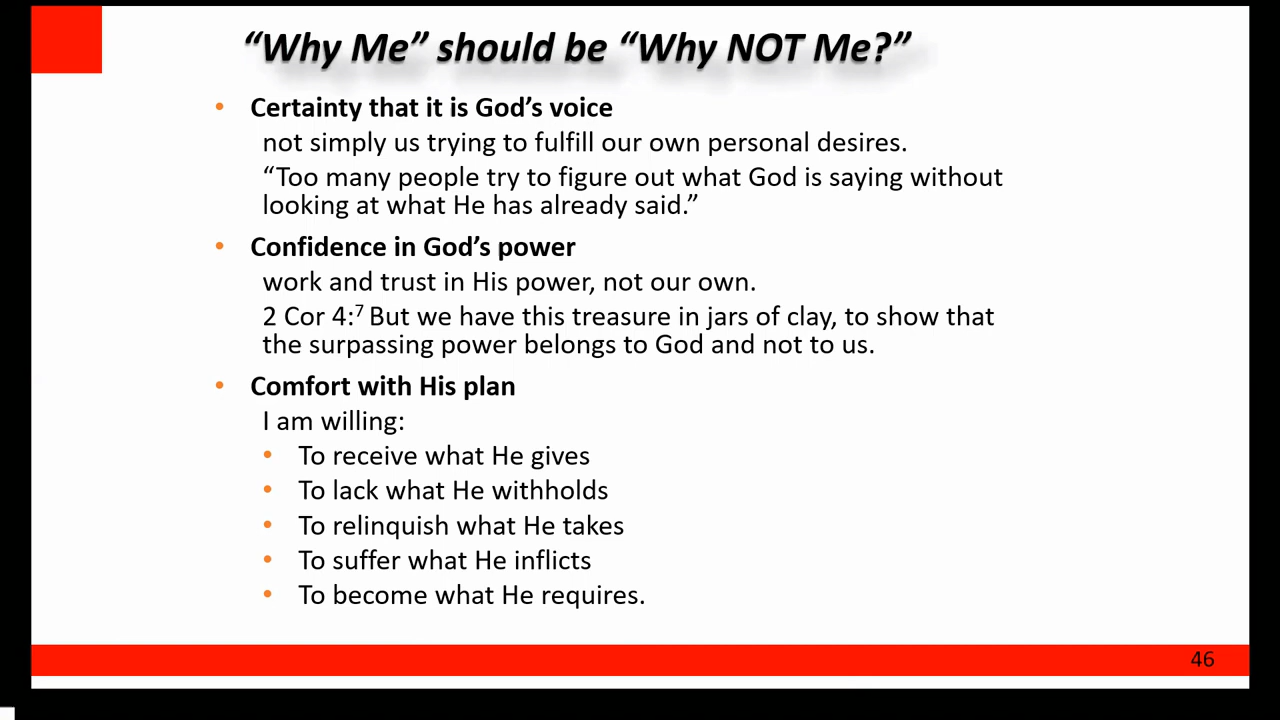 “Why Me” should be “Why NOT Me?”
• Certainty that it is God’s voice
not simply us trying to fulfill our own personal desires.
“Too many people try to figure out what God is saying without
looking at what He has already said.”
• Confidence in God’s power
work and trust in His power, not our own.
2 Cor 4:⁷ But we have this treasure in jars of clay, to show that
the surpassing power belongs to God and not to us.
• Comfort with His plan
I am willing:
• To receive what He gives
• To lack what He withholds
• To relinquish what He takes
• To suffer what He inflicts
• To become what He requires.
46